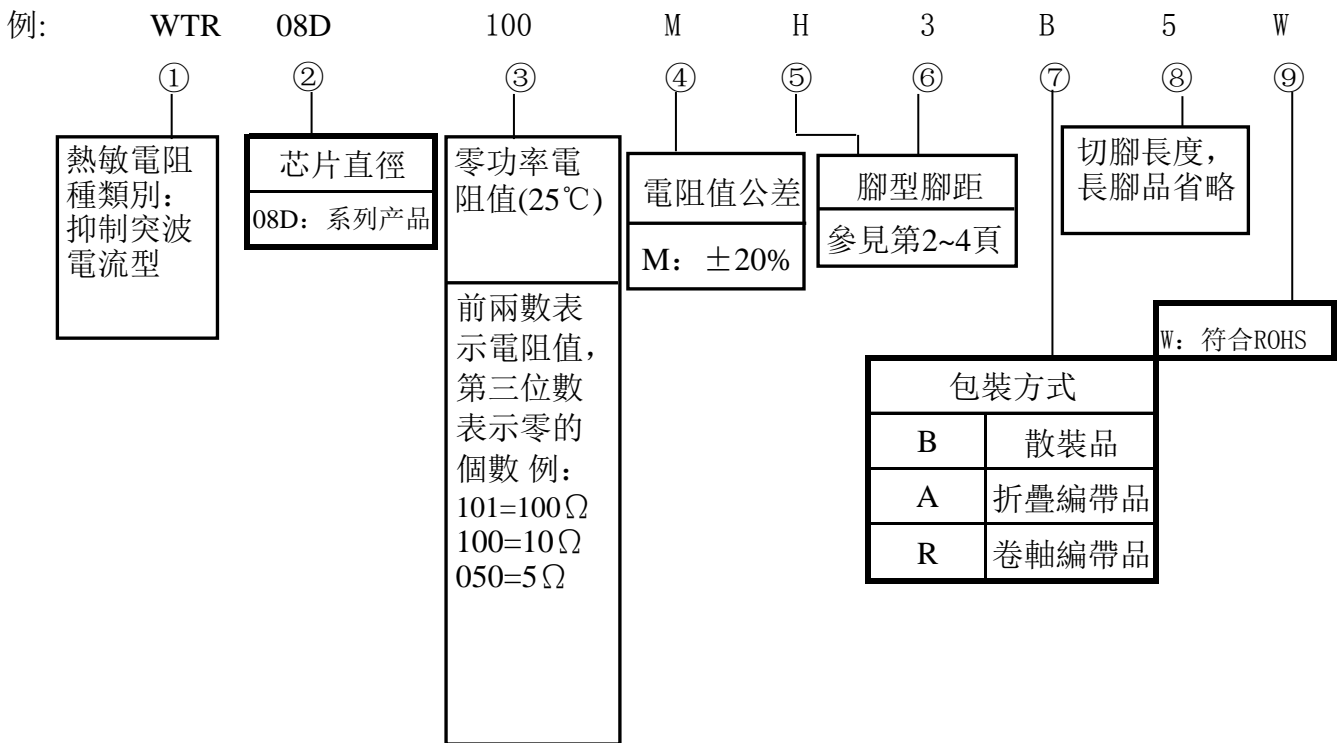 例: WTR 08D 100 M H 3 B 5 W
① ② ③ ④ ⑤ ⑥ ⑦ ⑧ ⑨
熱敏電阻
種類別：
抑制突波
電流型
芯片直徑
08D：系列产品
零功率電
阻值(25℃)
前兩數表
示電阻值，
第三位數
表示零的
個數 例：
101=100Ω
100=10Ω
050=5Ω
電阻值公差
M：±20%
腳型腳距
參見第2~4頁
切腳長度，
長腳品省略
W：符合ROHS
包裝方式
B 散裝品
A 折疊編帶品
R 卷軸編帶品